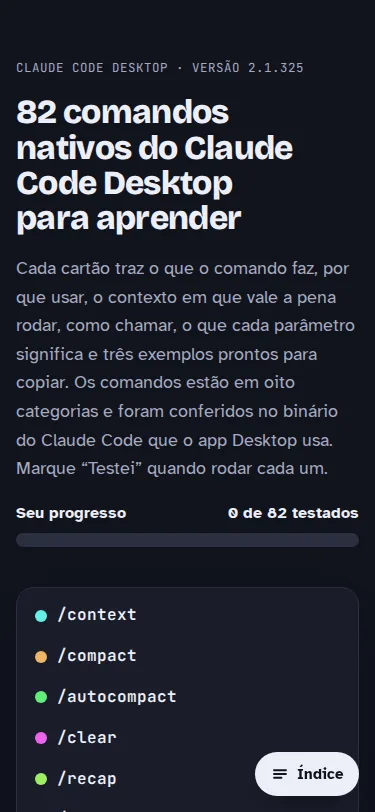 CLAUDE CODE DESKTOP · VERSÃO 2.1.325
82 comandos
nativos do Claude
Code Desktop
para aprender
Cada cartão traz o que o comando faz, por
que usar, o contexto em que vale a pena
rodar, como chamar, o que cada parâmetro
significa e três exemplos prontos para
copiar. Os comandos estão em oito
categorias e foram conferidos no binário
do Claude Code que o app Desktop usa.
Marque “Testei” quando rodar cada um.
Seu progresso 0 de 82 testados
/context
/compact
/autocompact
/clear
/recap
Índice